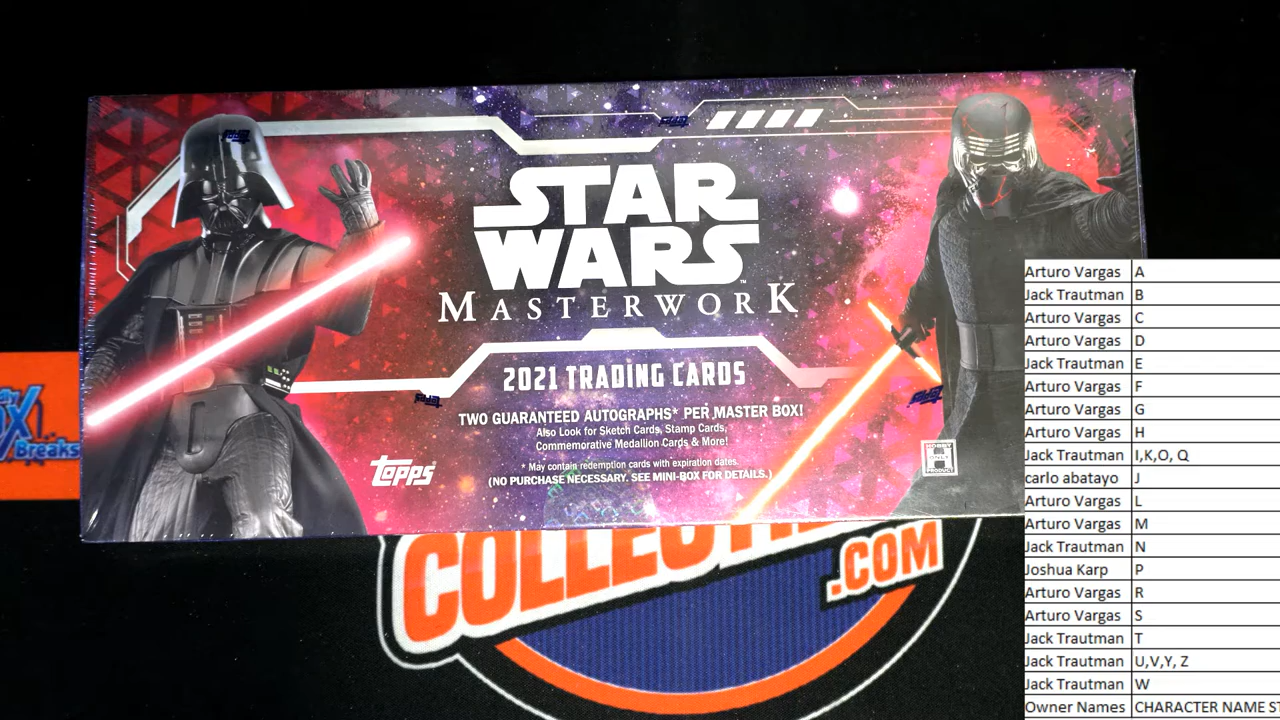 STAR
WARS
MASTERWORK
2021 TRADING CARDS
TWO GUARANTEED AUTOGRAPHS* PER MASTER BOX!
Also Look for Sketch Cards, Stamp Cards,
Commemorative Medallion Cards & More!
* May contain redemption cards with expiration dates.
(NO PURCHASE NECESSARY. SEE MINI-BOX FOR DETAILS.)
topps
HOBBY
ONLY
PRODUCT
Breaks
.COM
Arturo Vargas A
Jack Trautman B
Arturo Vargas C
Arturo Vargas D
Jack Trautman E
Arturo Vargas F
Arturo Vargas G
Arturo Vargas H
Jack Trautman I,K,O, Q
carlo abatayo J
Arturo Vargas L
Arturo Vargas M
Jack Trautman N
Joshua Karp P
Arturo Vargas R
Arturo Vargas S
Jack Trautman T
Jack Trautman U,V,Y, Z
Jack Trautman W
Owner Names CHARACTER NAME